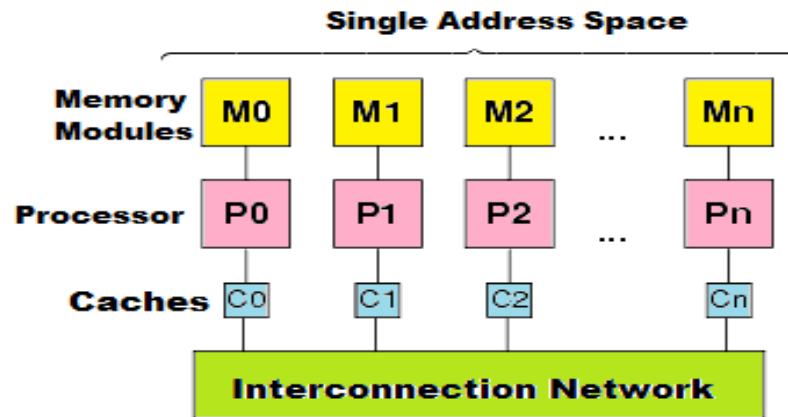 Single Address Space
Memory
Modules
M0 M1 M2 ... Mn
Processor P0 P1 P2 ... Pn
Caches C0 C1 C2 Cn
Interconnection Network